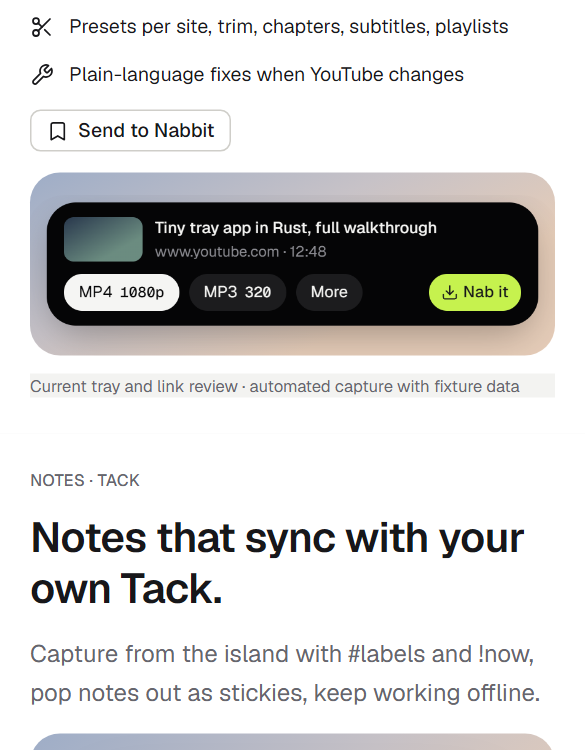 Presets per site, trim, chapters, subtitles, playlists
Plain-language fixes when YouTube changes
Send to Nabbit
Tiny tray app in Rust, full walkthrough
www.youtube.com · 12:48
MP4 1080p
MP3 320
More
Nab it
Current tray and link review · automated capture with fixture data
NOTES · TACK
Notes that sync with your
own Tack.
Capture from the island with #labels and !now,
pop notes out as stickies, keep working offline.